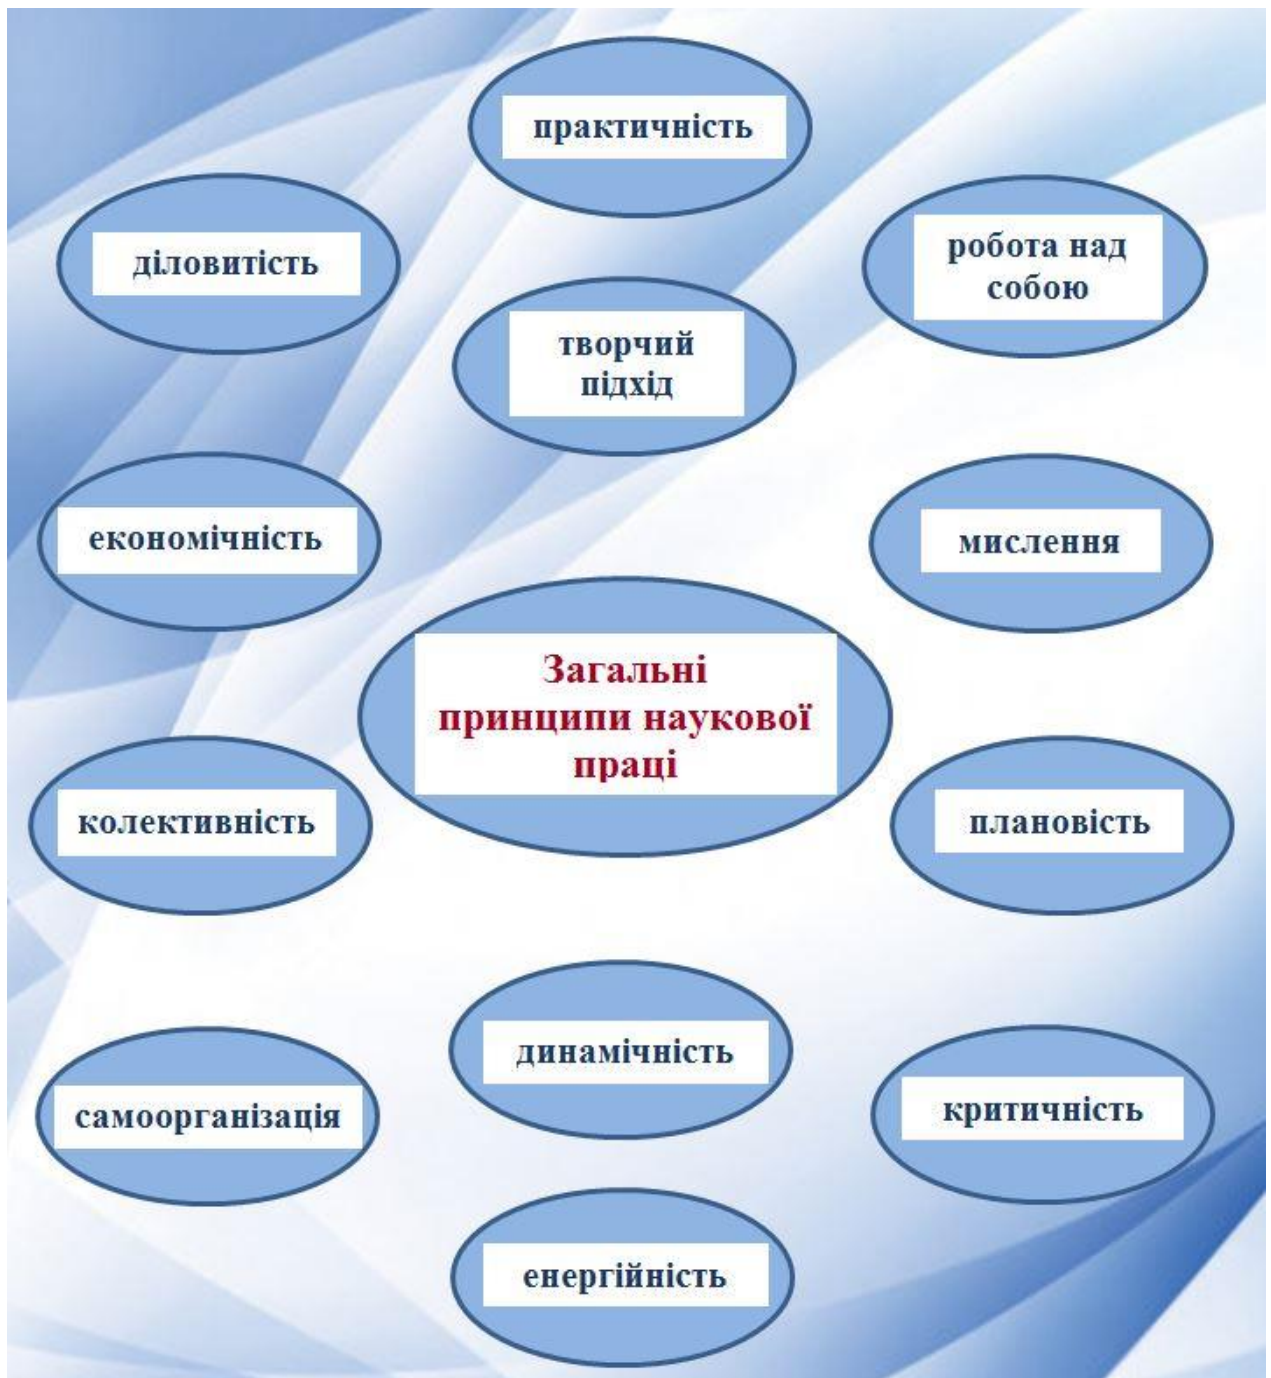 практичність
діловитість
робота над
собою
творчий
підхід
економічність
мислення
Загальні
принципи наукової
праці
колективність
плановість
динамічність
самоорганізація
критичність
енергійність